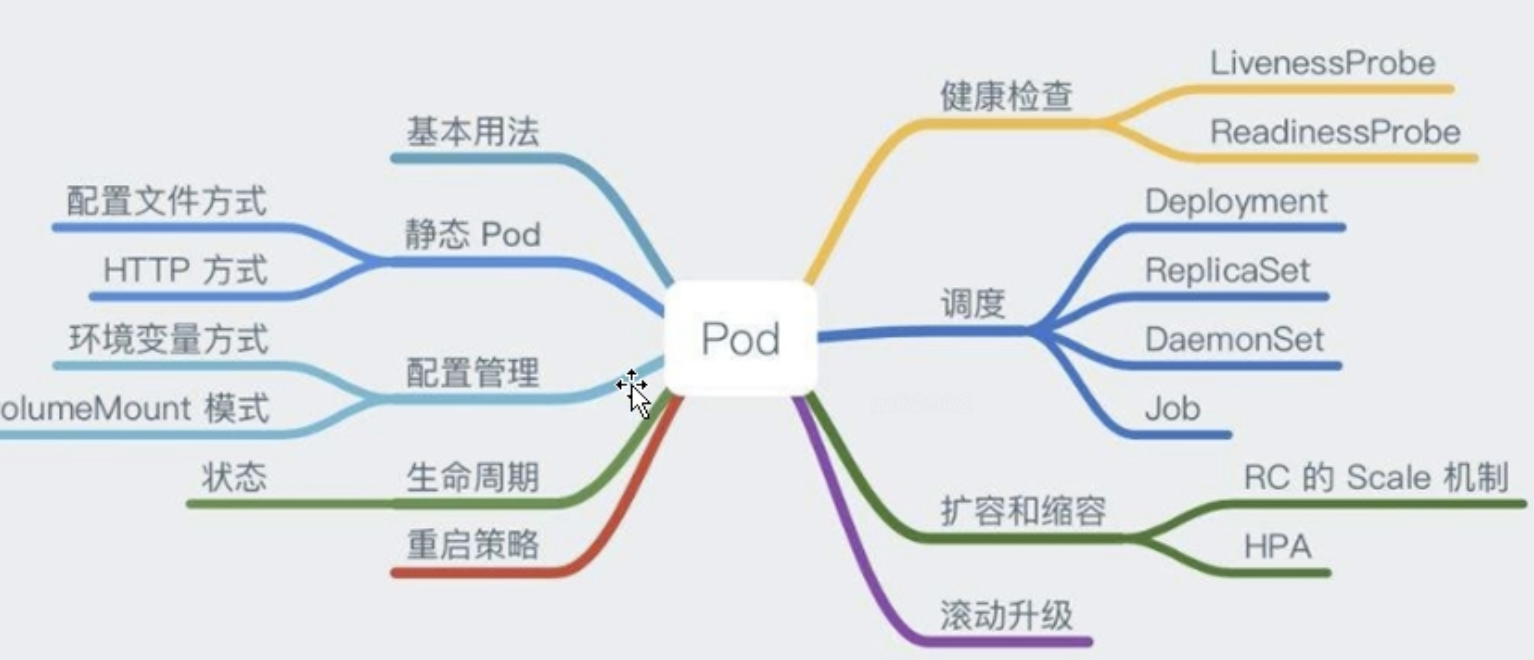 Pod
基本用法
静态 Pod
配置文件方式
HTTP 方式
配置管理
环境变量方式
olumeMount 模式
生命周期
状态
重启策略
健康检查
LivenessProbe
ReadinessProbe
调度
Deployment
ReplicaSet
DaemonSet
Job
扩容和缩容
RC 的 Scale 机制
HPA
滚动升级